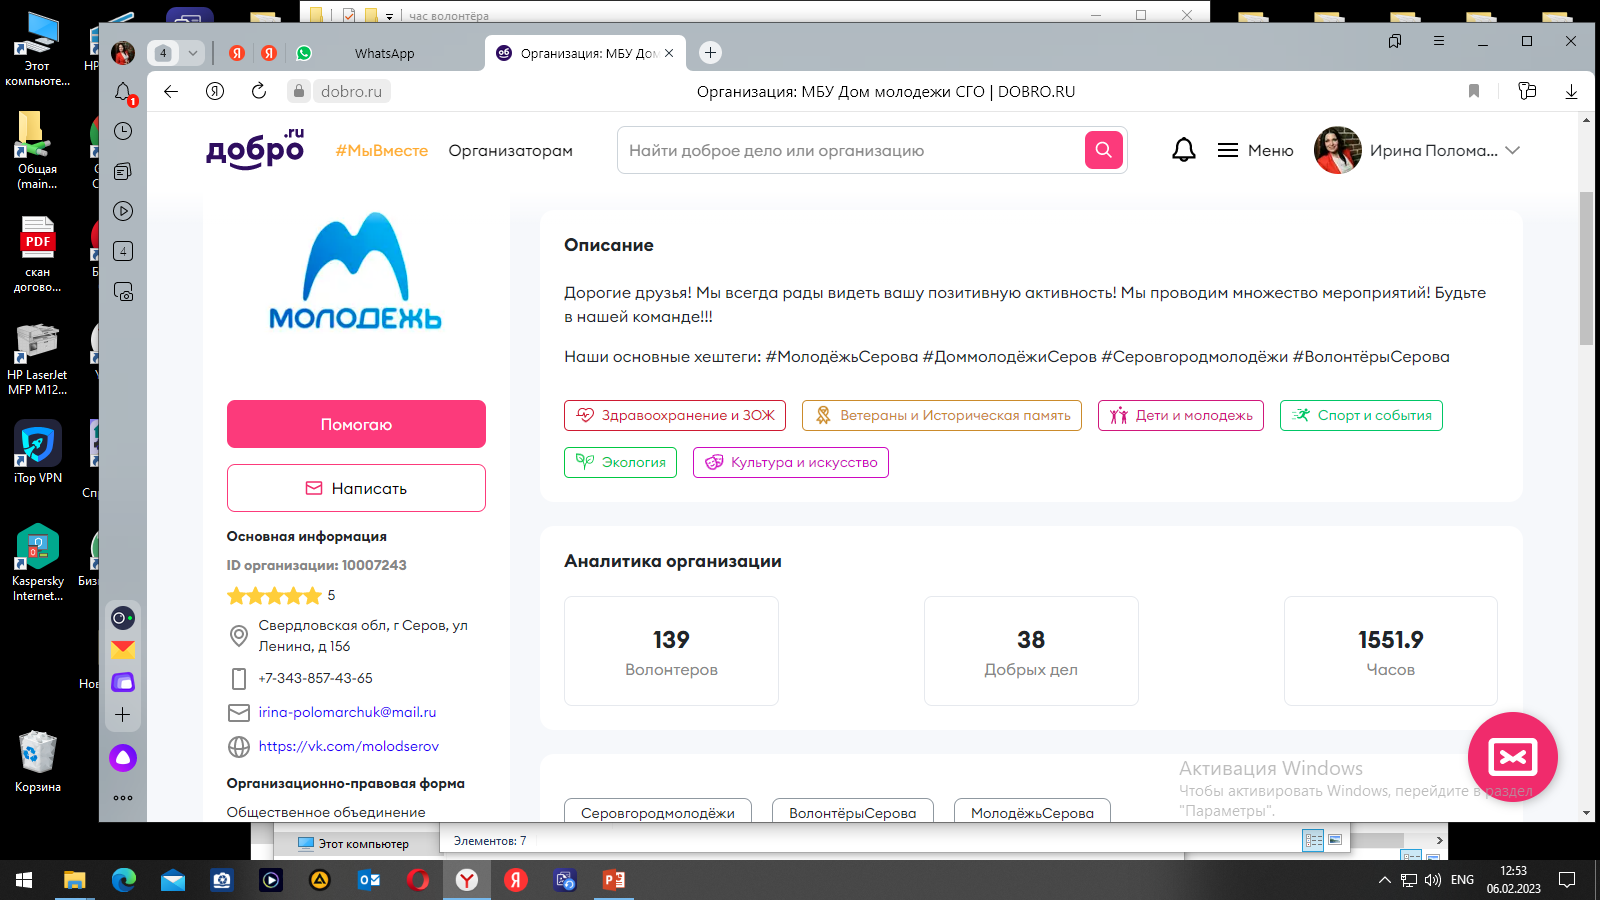 час волонтёра
4
WhatsApp
Организация: МБУ Дом
dobro.ru
Организация: МБУ Дом молодежи СГО | DOBRO.RU
1
4
добро.ru
#МыВместе
Организаторам
Найти доброе дело или организацию
Меню
Ирина Полома...
Этот
компьюте...
HP
Общая
(main...
PDF
скан
догово...
HP LaserJet
MFP M12...
iTop VPN
Kaspersky
Internet...
Корзина
МОЛОДЕЖЬ
Помогаю
Написать
Основная информация
ID организации: 10007243
5
Свердловская обл, г Серов, ул
Ленина, д 156
+7-343-857-43-65
irina-polomarchuk@mail.ru
https://vk.com/molodserov
Организационно-правовая форма
Общественное объединение
Описание
Дорогие друзья! Мы всегда рады видеть вашу позитивную активность! Мы проводим множество мероприятий! Будьте
в нашей команде!!!
Наши основные хештеги: #МолодёжьСерова #ДоммолодёжиСеров #Серовгородмолодёжи #ВолонтёрыСерова
Здравоохранение и ЗОЖ
Ветераны и Историческая память
Дети и молодежь
Спорт и события
Экология
Культура и искусство
Аналитика организации
139
Волонтеров
38
Добрых дел
1551.9
Часов
Серовгородмолодёжи
ВолонтёрыСерова
МолодёжьСерова
Активация Windows
Чтобы активировать Windows, перейдите в раздел
"Параметры".
Этот компьютер
Элементов: 7
ENG
12:53
06.02.2023